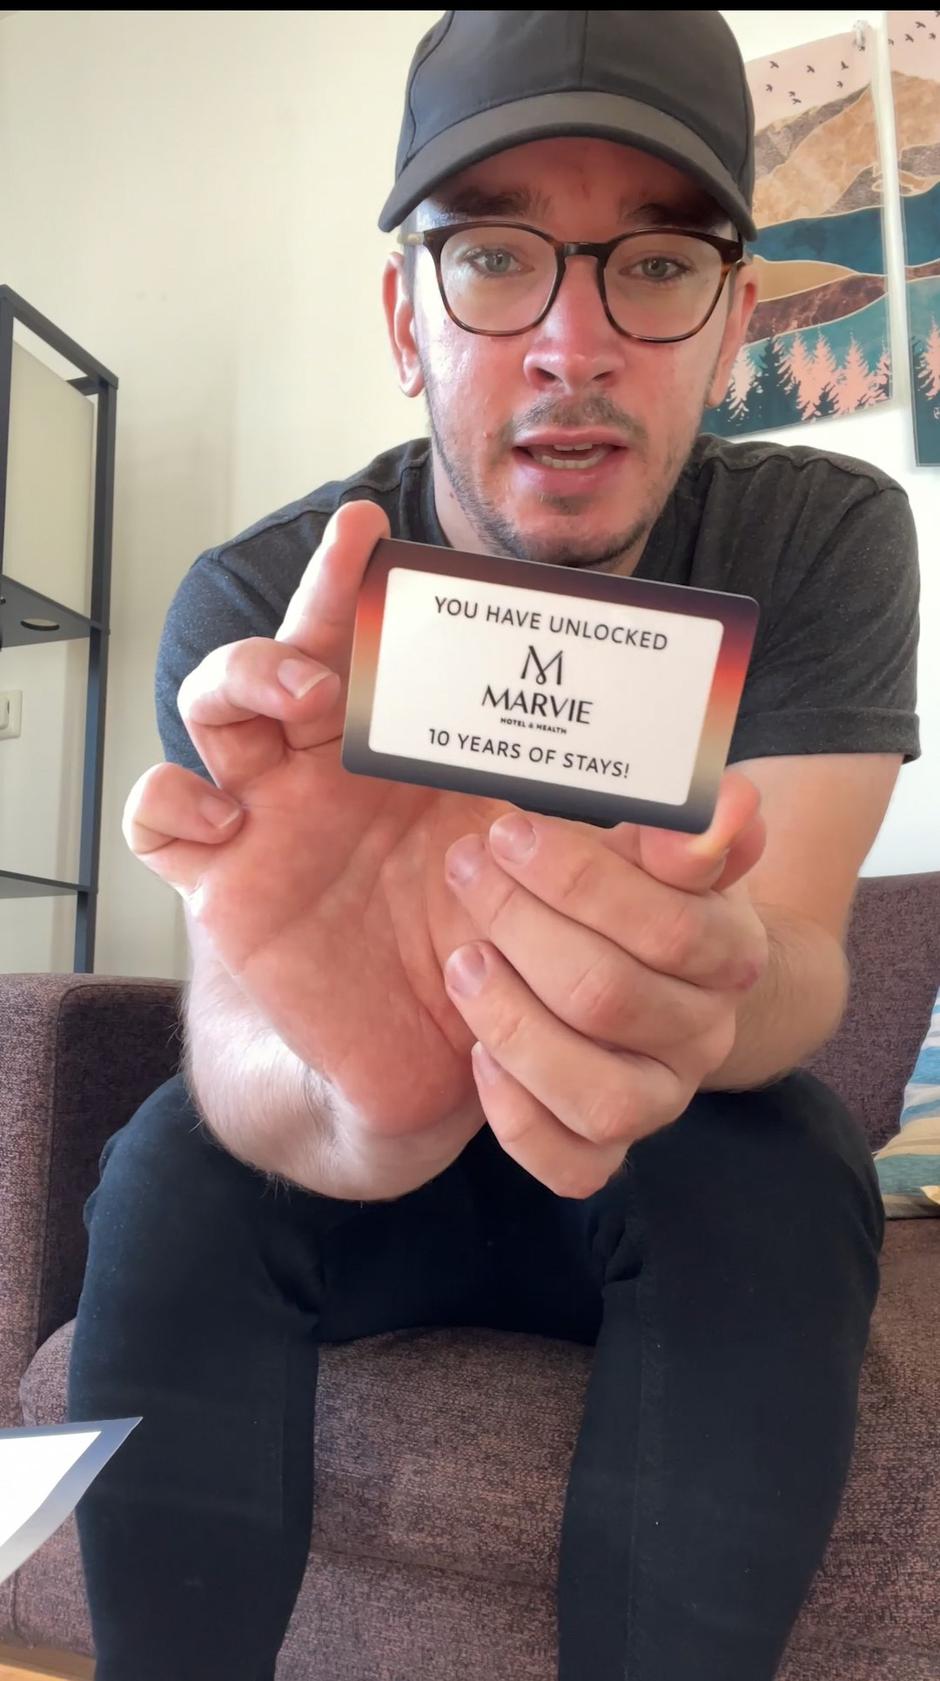 YOU HAVE UNLOCKED
M
MARVIE
HOTEL & HEALTH
10 YEARS OF STAYS!